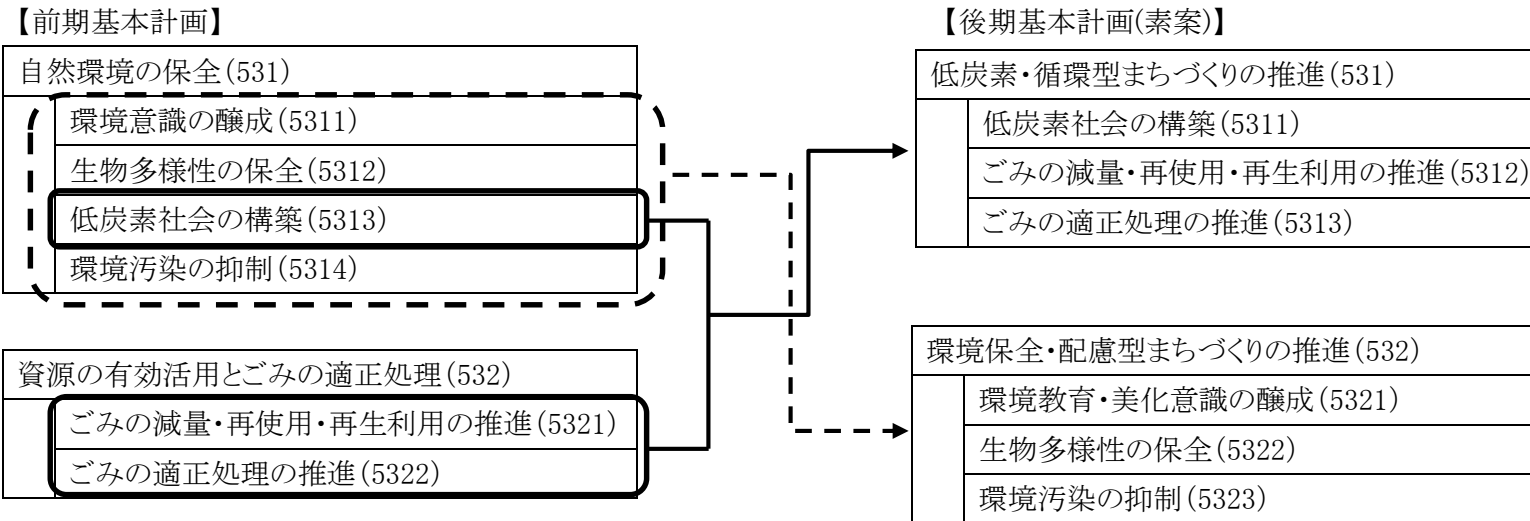 【前期基本計画】
自然環境の保全(531)
環境意識の醸成(5311)
生物多様性の保全(5312)
低炭素社会の構築(5313)
環境汚染の抑制(5314)
資源の有効活用とごみの適正処理(532)
ごみの減量・再使用・再生利用の推進(5321)
ごみの適正処理の推進(5322)
【後期基本計画(素案)】
低炭素・循環型まちづくりの推進(531)
低炭素社会の構築(5311)
ごみの減量・再使用・再生利用の推進(5312)
ごみの適正処理の推進(5313)
環境保全・配慮型まちづくりの推進(532)
環境教育・美化意識の醸成(5321)
生物多様性の保全(5322)
環境汚染の抑制(5323)